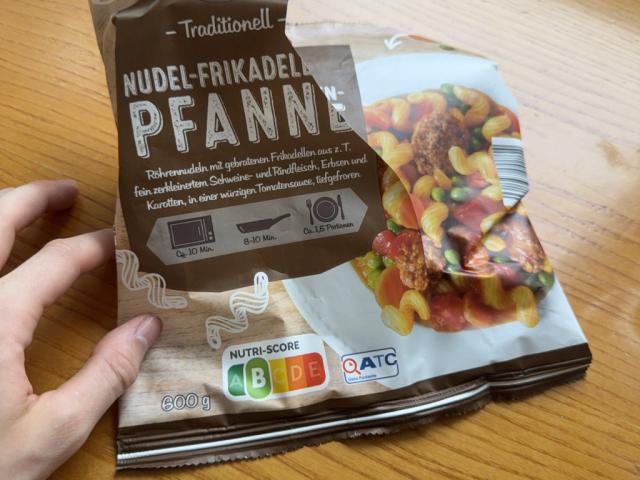 - Traditionell -
NUDEL-FRIKADELLEN-
PFANNE
Röhrennudeln mit gebratenen Frikadellen aus z. T.
fein zerkleinertem Schweine- und Rindfleisch, Erbsen und
Karotten, in einer würzigen Tomatensauce, tiefgefroren
Ca. 10 Min.
8-10 Min.
Ca. 1,5 Portionen
NUTRI-SCORE
A B C D E
ATC
600 g